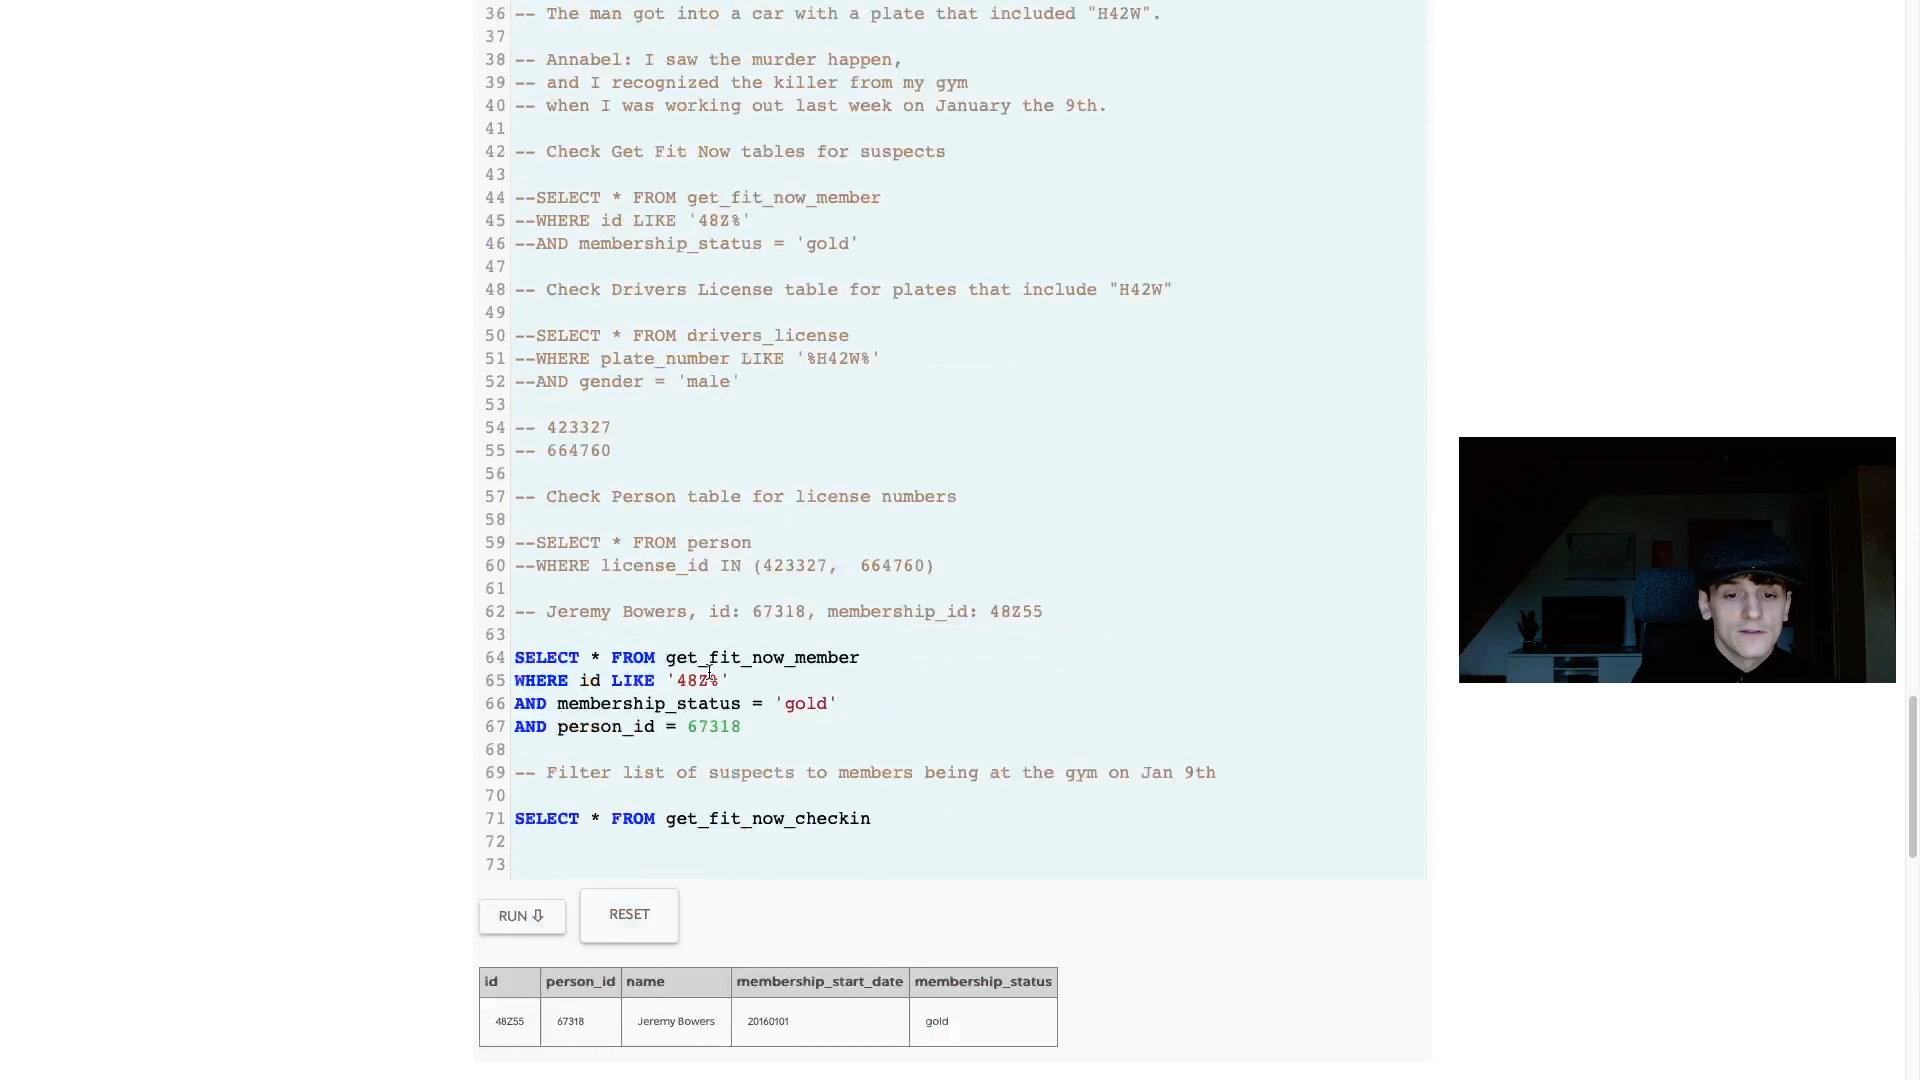 36 -- The man got into a car with a plate that included "H42W".
37
38 -- Annabel: I saw the murder happen,
39 -- and I recognized the killer from my gym
40 -- when I was working out last week on January the 9th.
41
42 -- Check Get Fit Now tables for suspects
43
44 --SELECT * FROM get_fit_now_member
45 --WHERE id LIKE '48Z%'
46 --AND membership_status = 'gold'
47
48 -- Check Drivers License table for plates that include "H42W"
49
50 --SELECT * FROM drivers_license
51 --WHERE plate_number LIKE '%H42W%'
52 --AND gender = 'male'
53
54 -- 423327
55 -- 664760
56
57 -- Check Person table for license numbers
58
59 --SELECT * FROM person
60 --WHERE license_id IN (423327,  664760)
61
62 -- Jeremy Bowers, id: 67318, membership_id: 48Z55
63
64 SELECT * FROM get_fit_now_member
65 WHERE id LIKE '48Z%'
66 AND membership_status = 'gold'
67 AND person_id = 67318
68
69 -- Filter list of suspects to members being at the gym on Jan 9th
70
71 SELECT * FROM get_fit_now_checkin
72
73
RUN ⇩ RESET
id person_id name membership_start_date membership_status
48Z55 67318 Jeremy Bowers 20160101 gold